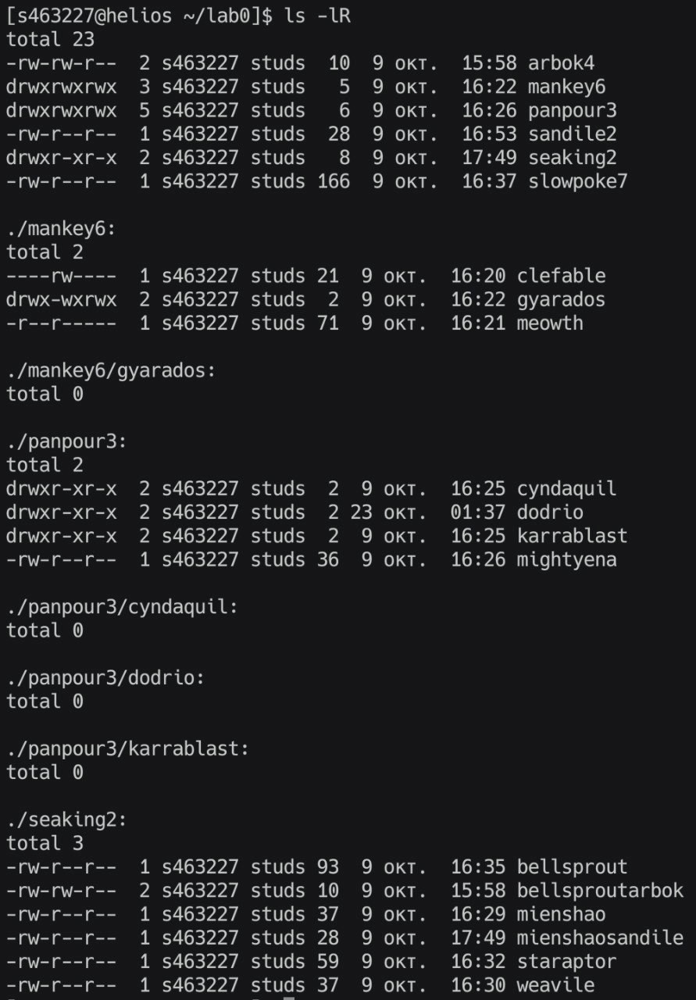 [s463227@helios ~/lab0]$ ls -lR
total 23
-rw-rw-r--  2 s463227 studs  10  9 окт.  15:58 arbok4
drwxrwxrwx  3 s463227 studs   5  9 окт.  16:22 mankey6
drwxrwxrwx  5 s463227 studs   6  9 окт.  16:26 panpour3
-rw-r--r--  1 s463227 studs  28  9 окт.  16:53 sandile2
drwxr-xr-x  2 s463227 studs   8  9 окт.  17:49 seaking2
-rw-r--r--  1 s463227 studs 166  9 окт.  16:37 slowpoke7

./mankey6:
total 2
----rw----  1 s463227 studs 21  9 окт.  16:20 clefable
drwx-wxrwx  2 s463227 studs  2  9 окт.  16:22 gyarados
-r--r-----  1 s463227 studs 71  9 окт.  16:21 meowth

./mankey6/gyarados:
total 0

./panpour3:
total 2
drwxr-xr-x  2 s463227 studs  2  9 окт.  16:25 cyndaquil
drwxr-xr-x  2 s463227 studs  2 23 окт.  01:37 dodrio
drwxr-xr-x  2 s463227 studs  2  9 окт.  16:25 karrablast
-rw-r--r--  1 s463227 studs 36  9 окт.  16:26 mightyena

./panpour3/cyndaquil:
total 0

./panpour3/dodrio:
total 0

./panpour3/karrablast:
total 0

./seaking2:
total 3
-rw-r--r--  1 s463227 studs 93  9 окт.  16:35 bellsprout
-rw-rw-r--  2 s463227 studs 10  9 окт.  15:58 bellsproutarbok
-rw-r--r--  1 s463227 studs 37  9 окт.  16:29 mienshao
-rw-r--r--  1 s463227 studs 28  9 окт.  17:49 mienshaosandile
-rw-r--r--  1 s463227 studs 59  9 окт.  16:32 staraptor
-rw-r--r--  1 s463227 studs 37  9 окт.  16:30 weavile